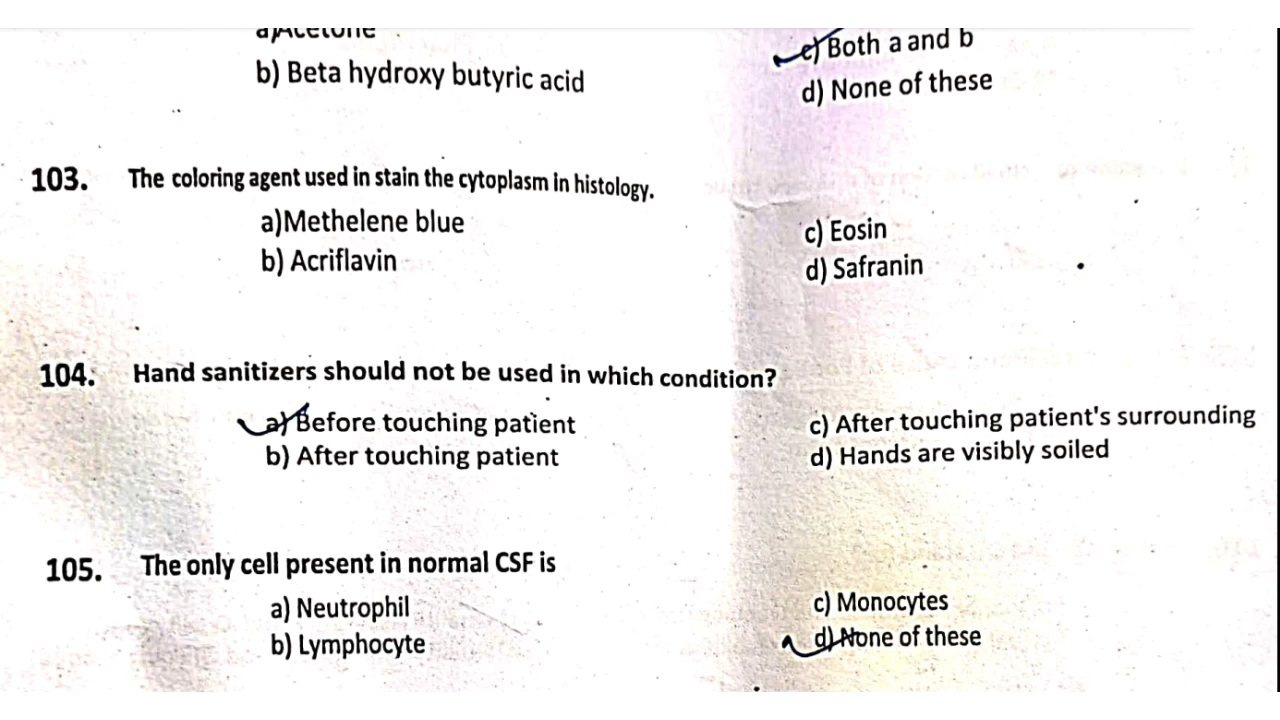 a)Acetone
b) Beta hydroxy butyric acid
c) Both a and b
d) None of these
103. The coloring agent used in stain the cytoplasm in histology.
a)Methelene blue
b) Acriflavin
c) Eosin
d) Safranin
104. Hand sanitizers should not be used in which condition?
a) Before touching patient
b) After touching patient
c) After touching patient's surrounding
d) Hands are visibly soiled
105. The only cell present in normal CSF is
a) Neutrophil
b) Lymphocyte
c) Monocytes
d) None of these